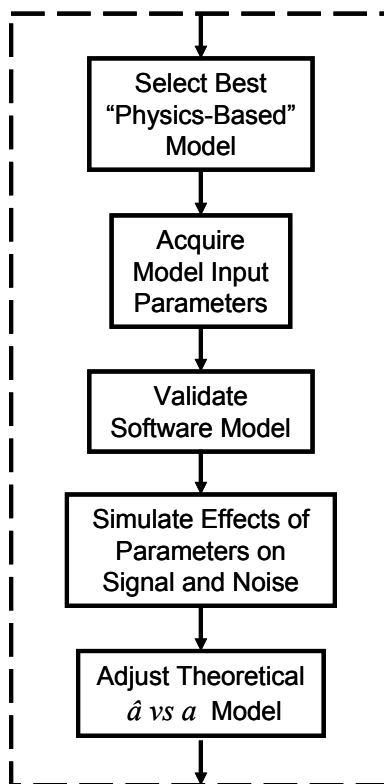 Select Best
“Physics-Based”
Model
Acquire
Model Input
Parameters
Validate
Software Model
Simulate Effects of
Parameters on
Signal and Noise
Adjust Theoretical
â vs a Model